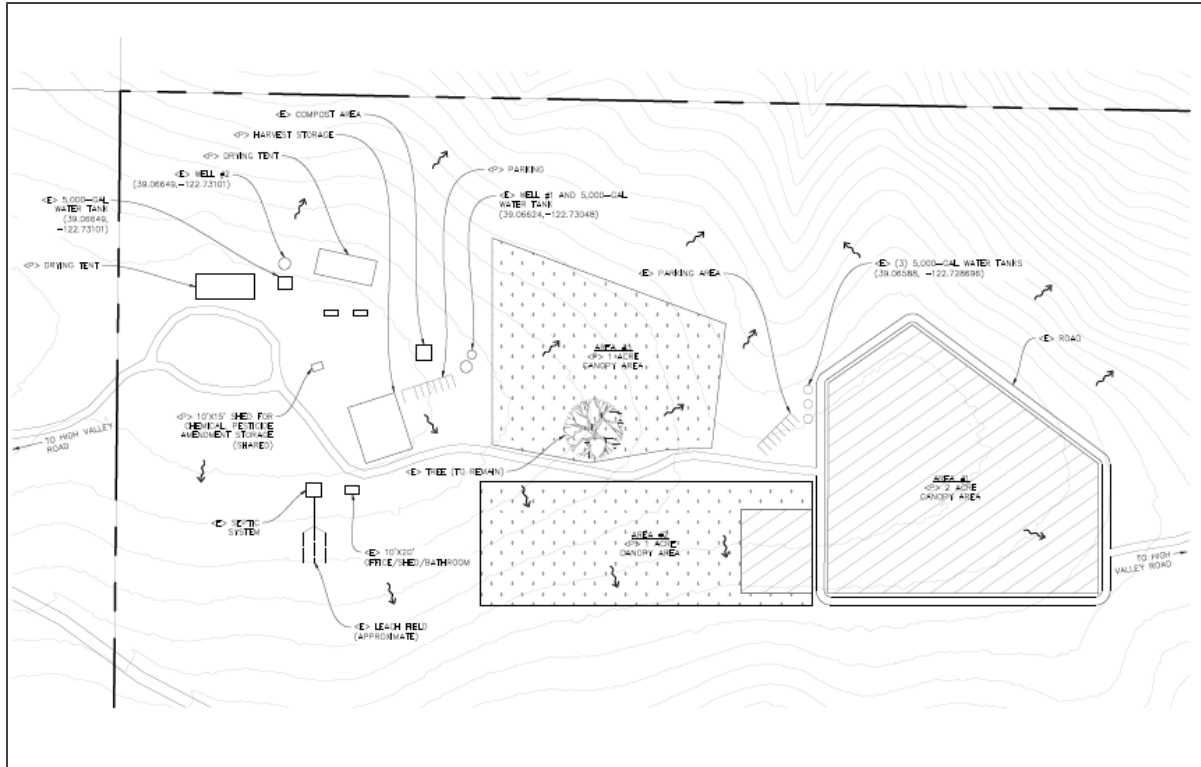 <E> COMPOST AREA
<P> HARVEST STORAGE
<P> DRYING TENT
<E> WELL #2
(39.06649,-122.73101)
<E> 5,000-GAL
WATER TANK
(39.06649,
-122.73101)
<P> DRYING TENT
<P> PARKING
<E> WELL #1 AND 5,000-GAL
WATER TANK
(39.06624,-122.73048)
<E> PARKING AREA
<E> (3) 5,000-GAL WATER TANKS
(39.06588, -122.728696)
<E> ROAD
AREA #3
<P> 1 ACRE
CANOPY AREA
<P> 10'X15' SHED FOR
CHEMICAL PESTICIDE
AMENDMENT STORAGE
(SHARED)
TO HIGH VALLEY
ROAD
<E> TREE (TO REMAIN)
AREA #1
<P> 2 ACRE
CANOPY AREA
<E> SEPTIC
SYSTEM
<E> 10'X20'
OFFICE/SHED/BATHROOM
AREA #2
<P> 1 ACRE
CANOPY AREA
TO HIGH
VALLEY ROAD
<E> LEACH FIELD
(APPROXIMATE)